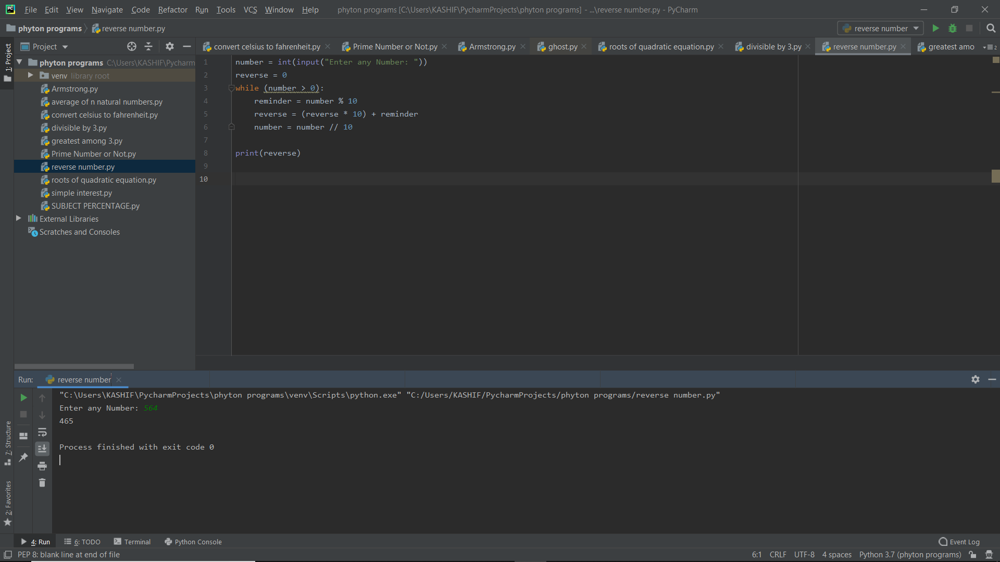 File Edit View Navigate Code Refactor Run Tools VCS Window Help phyton programs [C:\Users\KASHIF\PycharmProjects\phyton programs] - ...\reverse number.py - PyCharm
phyton programs reverse number.py reverse number
1: Project
Project
convert celsius to fahrenheit.py Prime Number or Not.py Armstrong.py ghost.py roots of quadratic equation.py divisible by 3.py reverse number.py greatest amo 2
phyton programs C:\Users\KASHIF\Pycharm
venv library root
Armstrong.py
average of n natural numbers.py
convert celsius to fahrenheit.py
divisible by 3.py
greatest among 3.py
Prime Number or Not.py
reverse number.py
roots of quadratic equation.py
simple interest.py
SUBJECT PERCENTAGE.py
External Libraries
Scratches and Consoles
1 number = int(input("Enter any Number: "))
2 reverse = 0
3 while (number > 0):
4     reminder = number % 10
5     reverse = (reverse * 10) + reminder
6     number = number // 10
7
8 print(reverse)
9
10
Run: reverse number
"C:\Users\KASHIF\PycharmProjects\phyton programs\venv\Scripts\python.exe" "C:/Users/KASHIF/PycharmProjects/phyton programs/reverse number.py"
Enter any Number: 564
465
Process finished with exit code 0
7: Structure
2: Favorites
4: Run 6: TODO Terminal Python Console Event Log
PEP 8: blank line at end of file 6:1 CRLF UTF-8 4 spaces Python 3.7 (phyton programs)